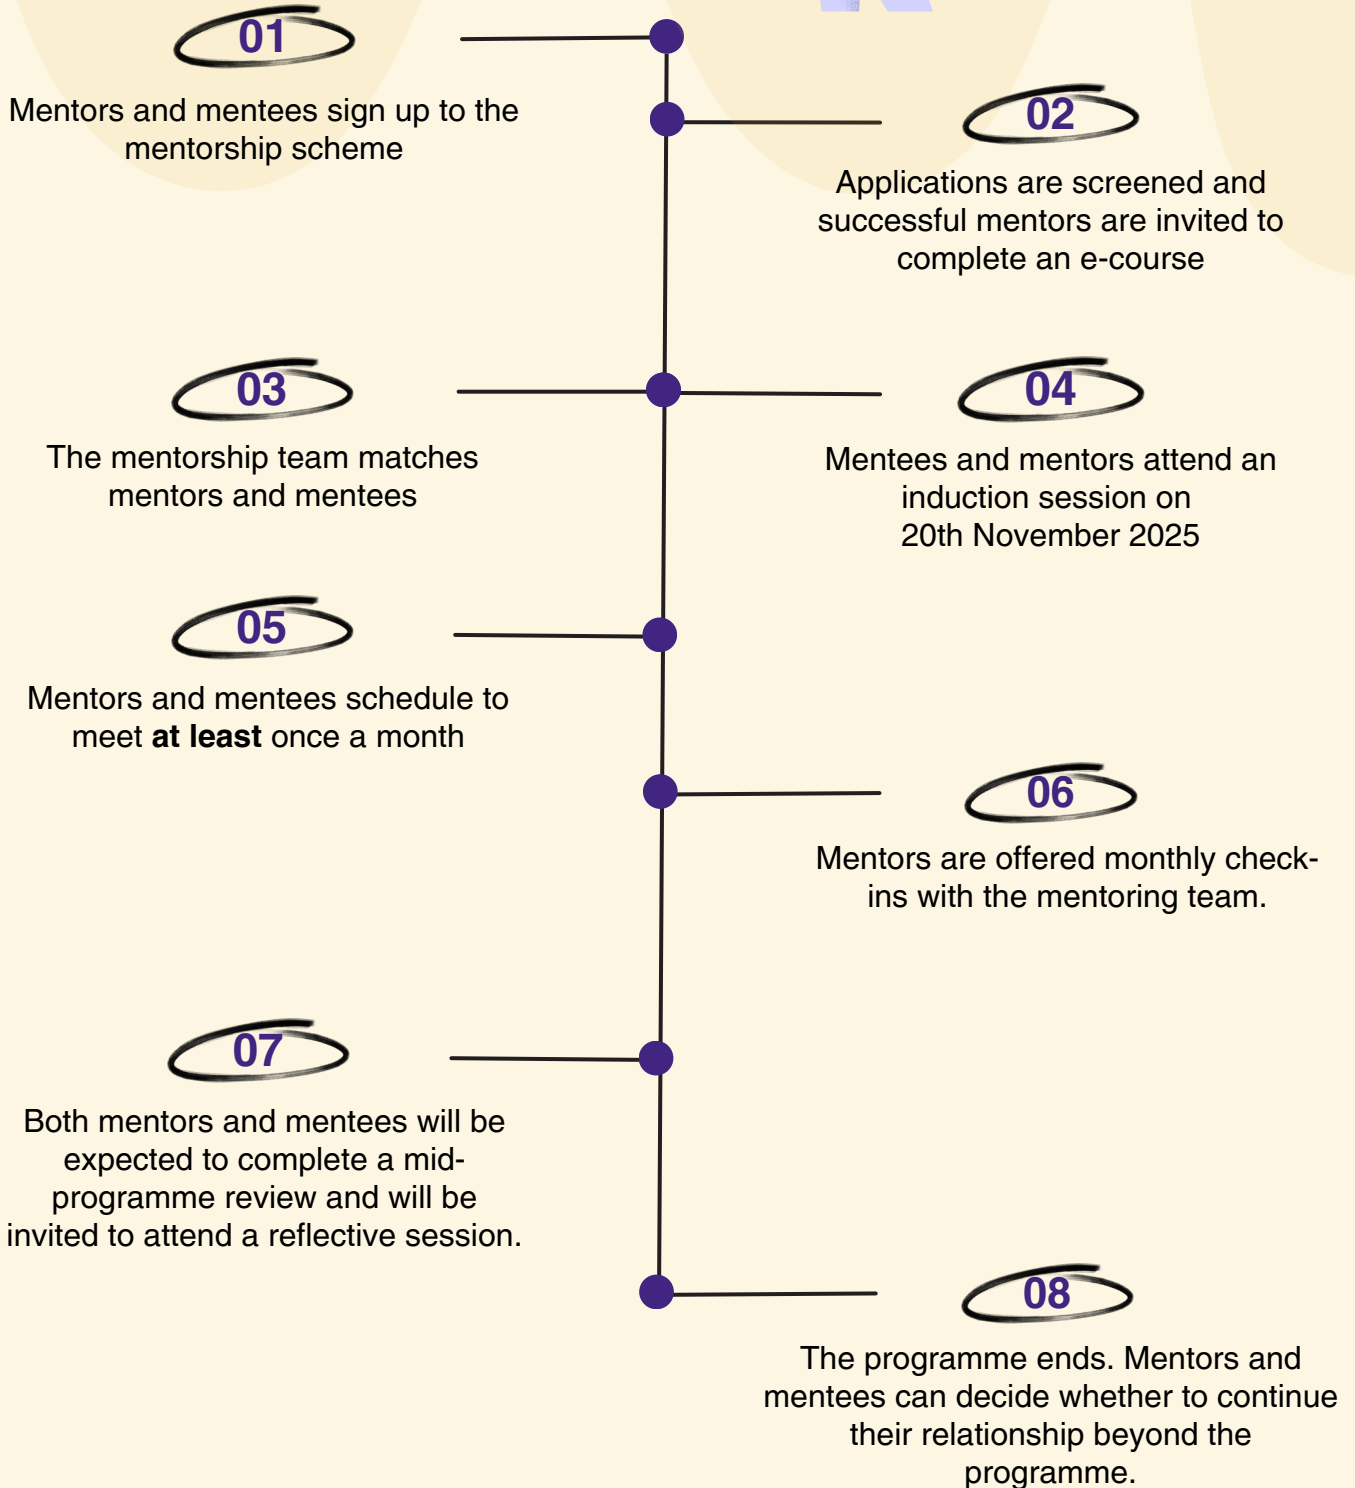 01
Mentors and mentees sign up to the
mentorship scheme
02
Applications are screened and
successful mentors are invited to
complete an e-course
03
The mentorship team matches
mentors and mentees
04
Mentees and mentors attend an
induction session on
20th November 2025
05
Mentors and mentees schedule to
meet at least once a month
06
Mentors are offered monthly check-
ins with the mentoring team.
07
Both mentors and mentees will be
expected to complete a mid-
programme review and will be
invited to attend a reflective session.
08
The programme ends. Mentors and
mentees can decide whether to continue
their relationship beyond the
programme.